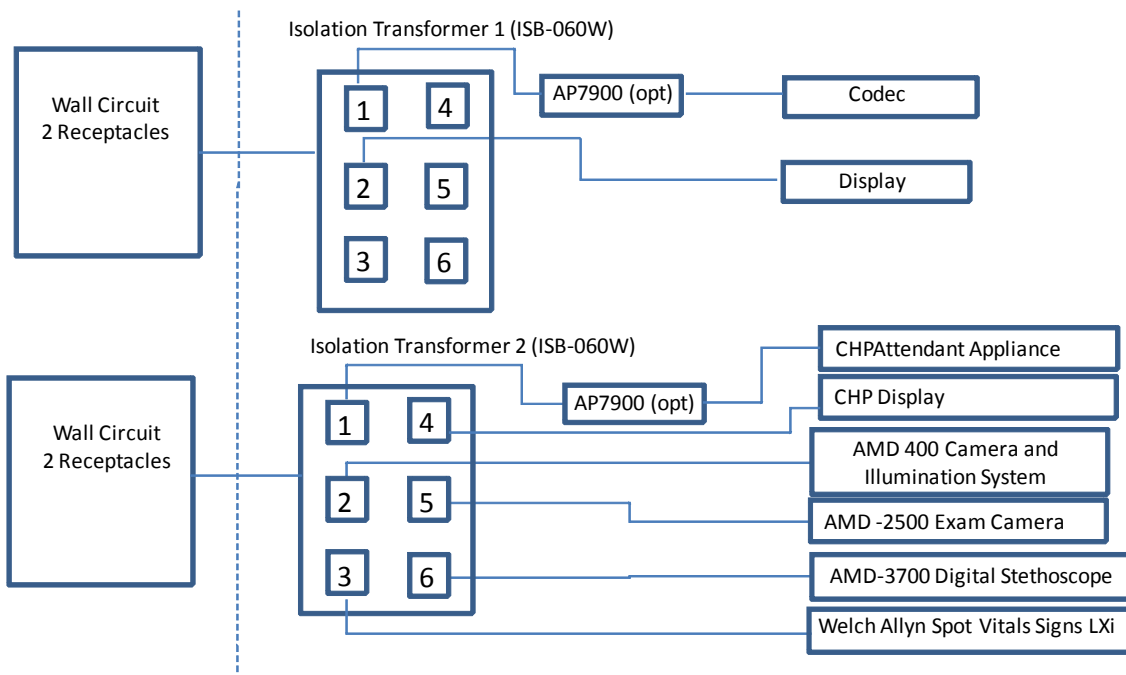 Isolation Transformer 1 (ISB-060W)
Wall Circuit
2 Receptacles
1
4
2
5
3
6
AP7900 (opt)
Codec
Display
Isolation Transformer 2 (ISB-060W)
Wall Circuit
2 Receptacles
1
4
2
5
3
6
AP7900 (opt)
CHPAttendant Appliance
CHP Display
AMD 400 Camera and
Illumination System
AMD -2500 Exam Camera
AMD-3700 Digital Stethoscope
Welch Allyn Spot Vitals Signs LXi